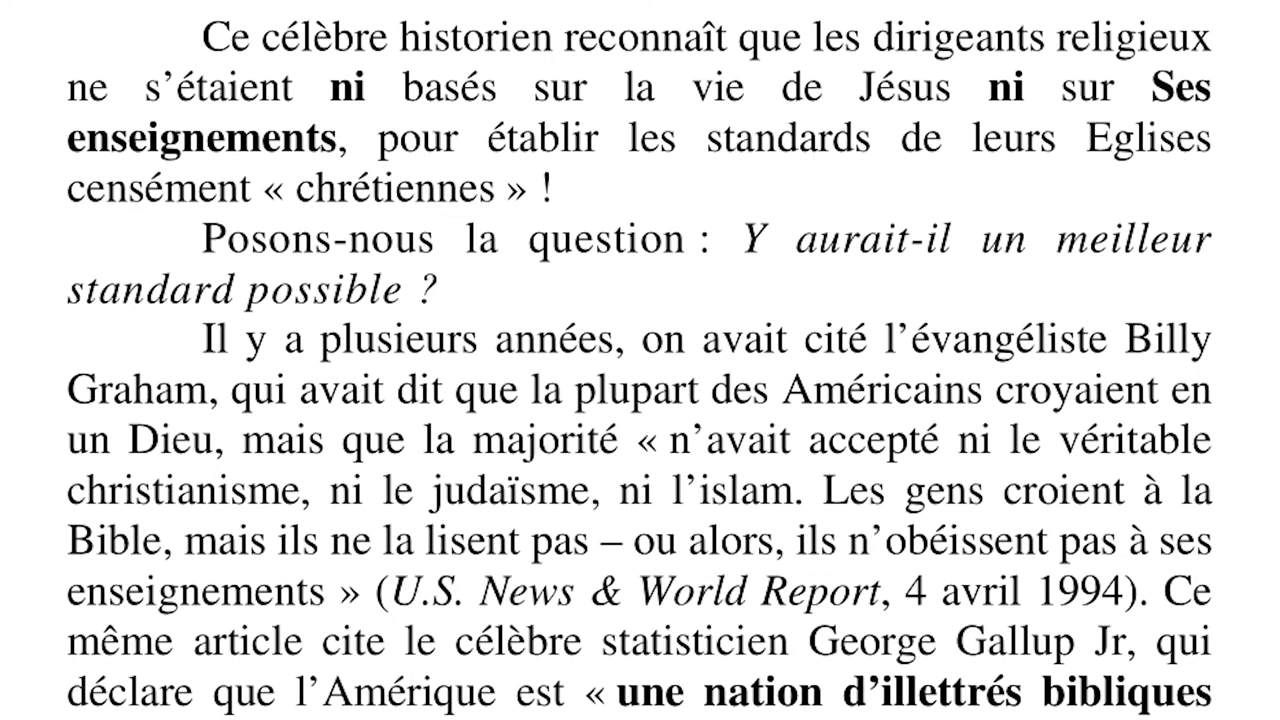 Ce célèbre historien reconnaît que les dirigeants religieux
ne s’étaient ni basés sur la vie de Jésus ni sur Ses
enseignements, pour établir les standards de leurs Eglises
censément « chrétiennes » !
Posons-nous la question : Y aurait-il un meilleur
standard possible ?
Il y a plusieurs années, on avait cité l’évangéliste Billy
Graham, qui avait dit que la plupart des Américains croyaient en
un Dieu, mais que la majorité « n’avait accepté ni le véritable
christianisme, ni le judaïsme, ni l’islam. Les gens croient à la
Bible, mais ils ne la lisent pas – ou alors, ils n’obéissent pas à ses
enseignements » (U.S. News & World Report, 4 avril 1994). Ce
même article cite le célèbre statisticien George Gallup Jr, qui
déclare que l’Amérique est « une nation d’illettrés bibliques